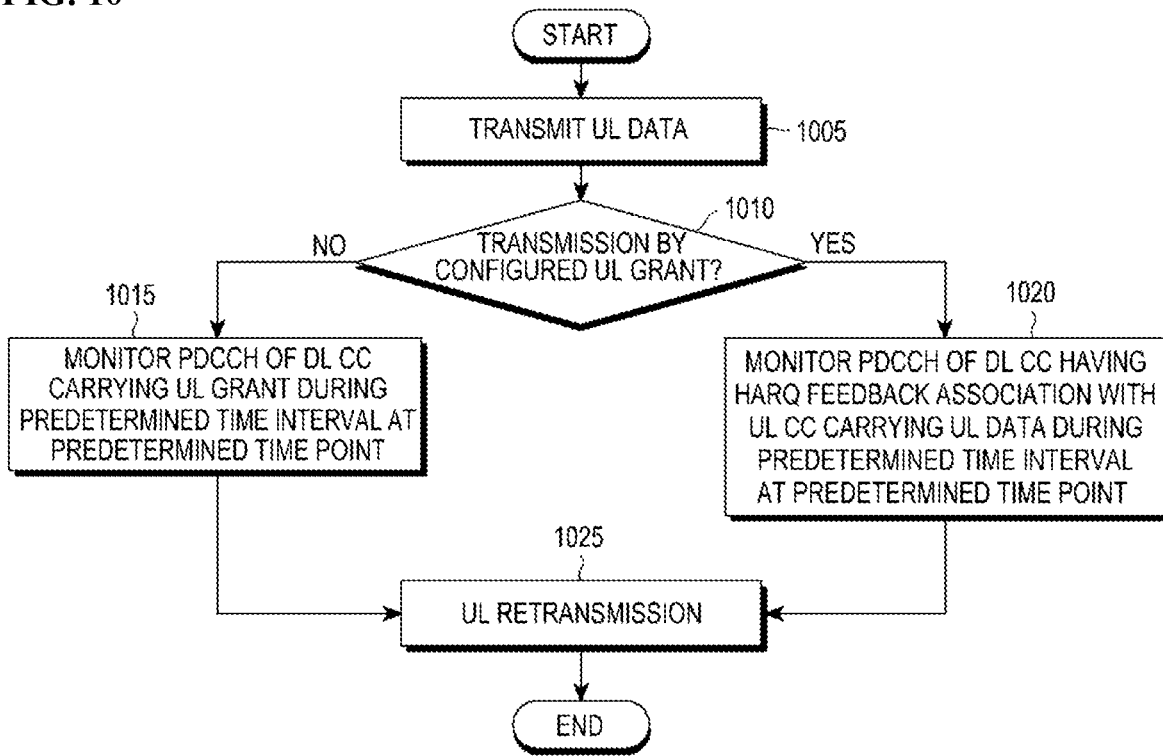 FIG. 10
START
TRANSMIT UL DATA
1005
1010
NO
TRANSMISSION BY
CONFIGURED UL GRANT?
YES
1015
MONITOR PDCCH OF DL CC
CARRYING UL GRANT DURING
PREDETERMINED TIME INTERVAL AT
PREDETERMINED TIME POINT
1020
MONITOR PDCCH OF DL CC HAVING
HARQ FEEDBACK ASSOCIATION WITH
UL CC CARRYING UL DATA DURING
PREDETERMINED TIME INTERVAL
AT PREDETERMINED TIME POINT
1025
UL RETRANSMISSION
END